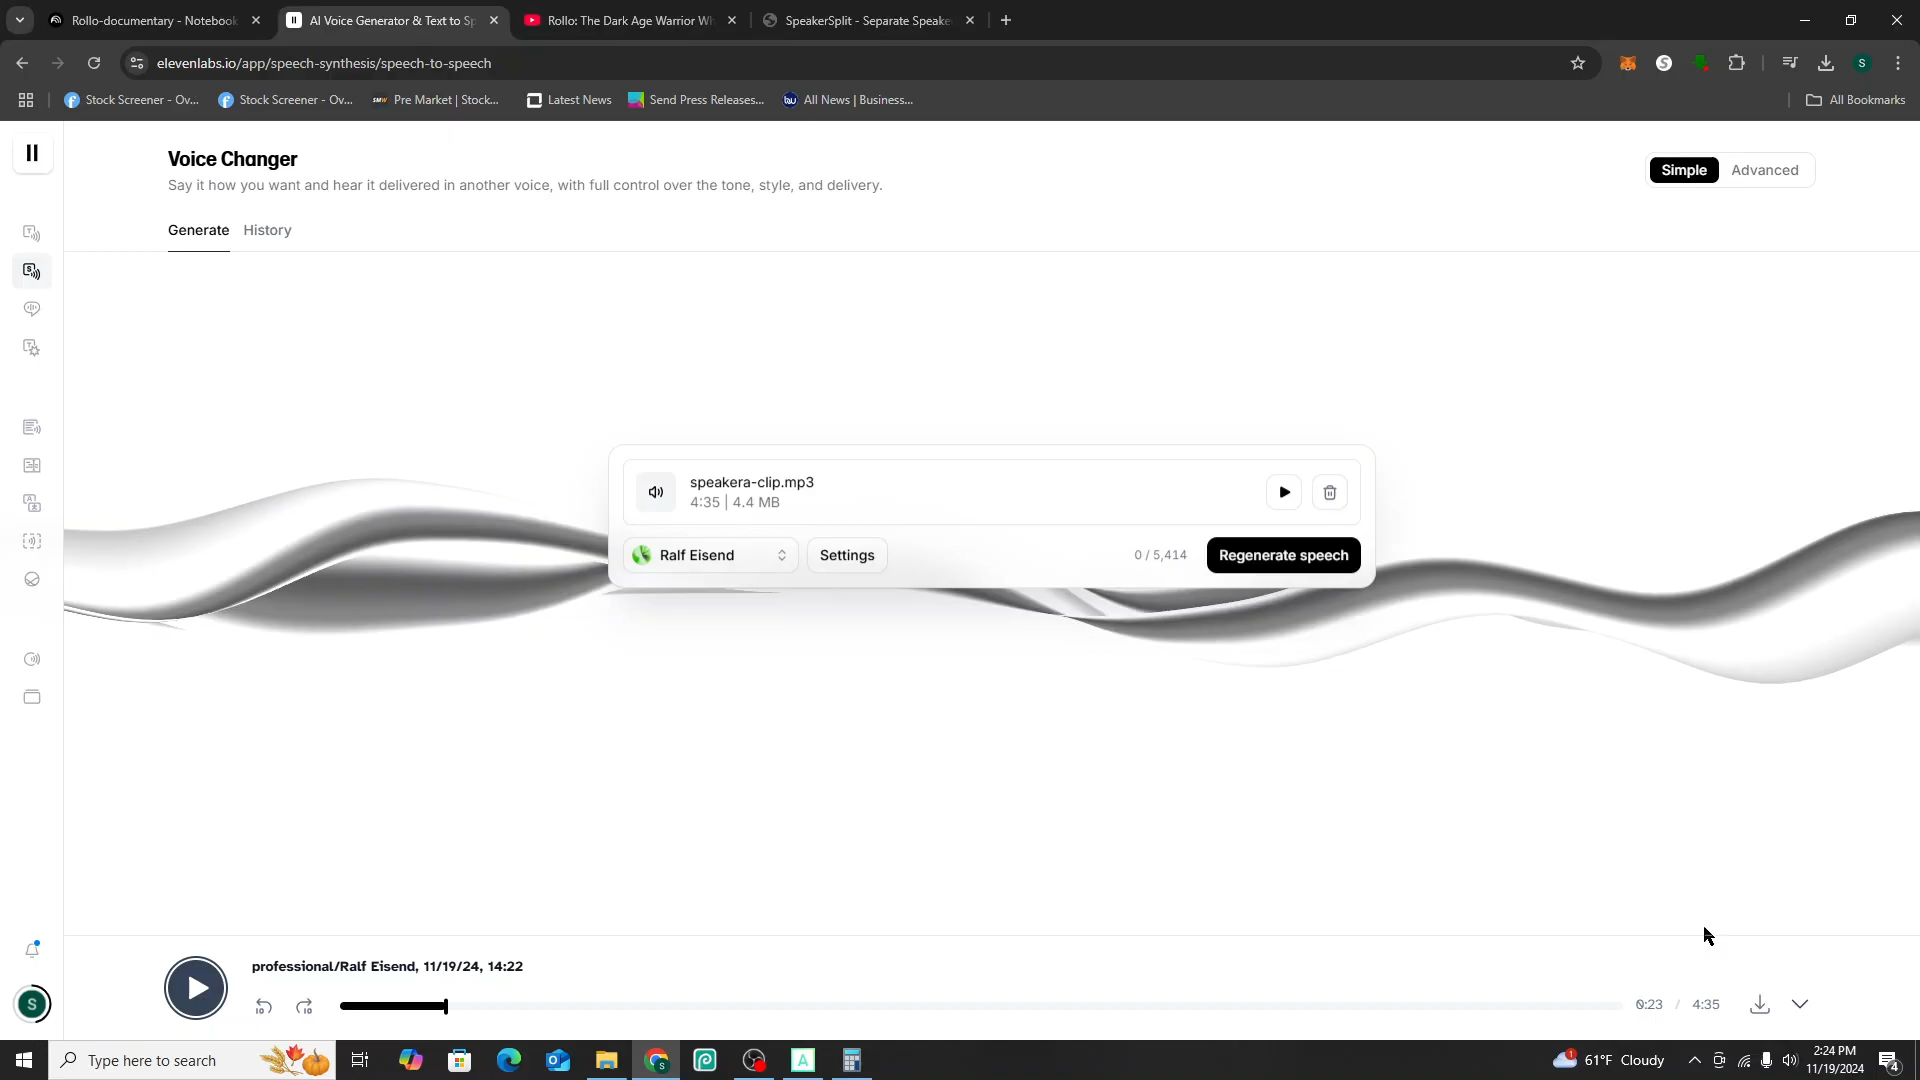 Rollo-documentary - Notebook
AI Voice Generator & Text to Sp
Rollo: The Dark Age Warrior Wh
SpeakerSplit - Separate Speake
elevenlabs.io/app/speech-synthesis/speech-to-speech
S
Stock Screener - Ov...
Stock Screener - Ov...
Pre Market | Stock...
Latest News
Send Press Releases...
All News | Business...
All Bookmarks
Voice Changer
Say it how you want and hear it delivered in another voice, with full control over the tone, style, and delivery.
Simple
Advanced
Generate
History
speakera-clip.mp3
4:35 | 4.4 MB
Ralf Eisend
Settings
0 / 5,414
Regenerate speech
professional/Ralf Eisend, 11/19/24, 14:22
S
10
10
0:23 / 4:35
Type here to search
1
61°F Cloudy
2:24 PM
11/19/2024
4